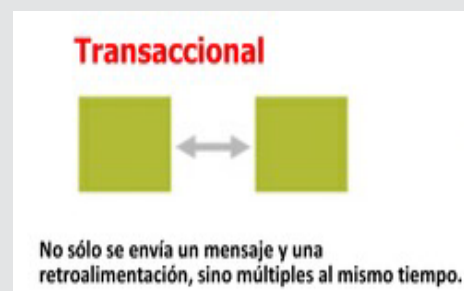 Transaccional
No sólo se envía un mensaje y una
retroalimentación, sino múltiples al mismo tiempo.